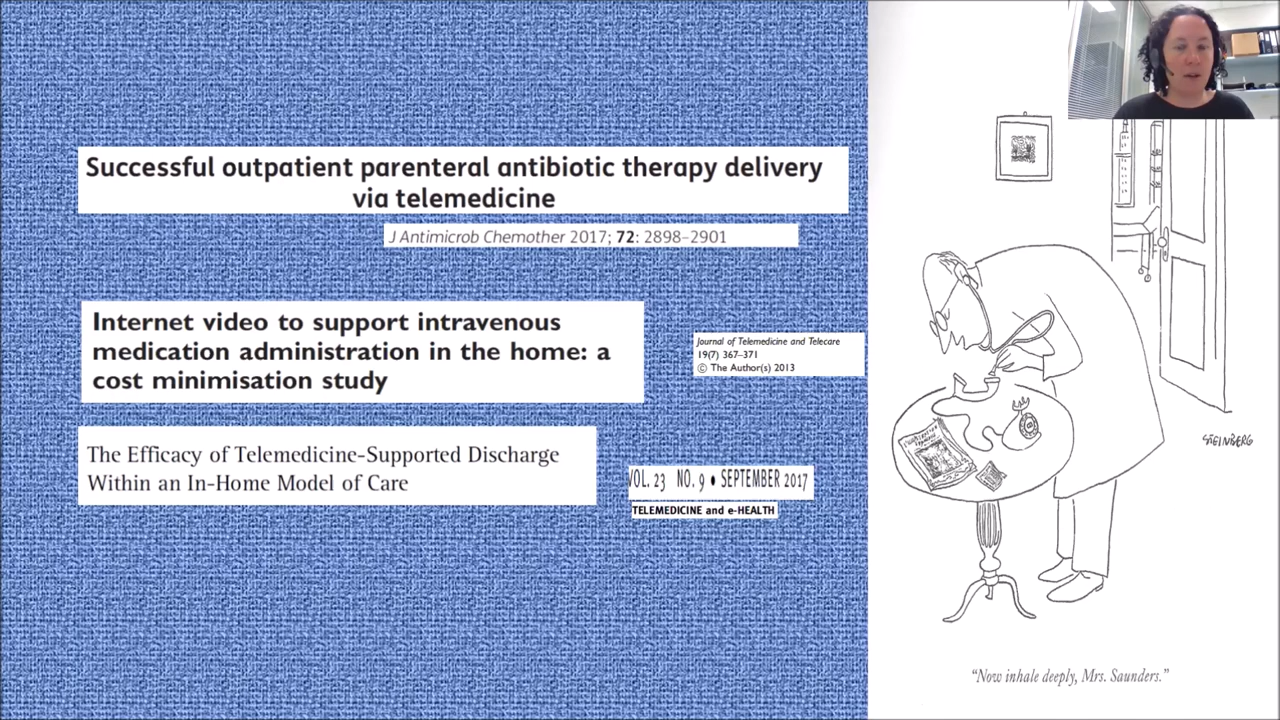 Successful outpatient parenteral antibiotic therapy delivery
via telemedicine
J Antimicrob Chemother 2017; 72: 2898–2901
Internet video to support intravenous
medication administration in the home: a
cost minimisation study
Journal of Telemedicine and Telecare
19(7) 367–371
© The Author(s) 2013
The Efficacy of Telemedicine-Supported Discharge
Within an In-Home Model of Care
VOL. 23 NO. 9 • SEPTEMBER 2017
TELEMEDICINE and e-HEALTH
STEINBERG
“Now inhale deeply, Mrs. Saunders.”